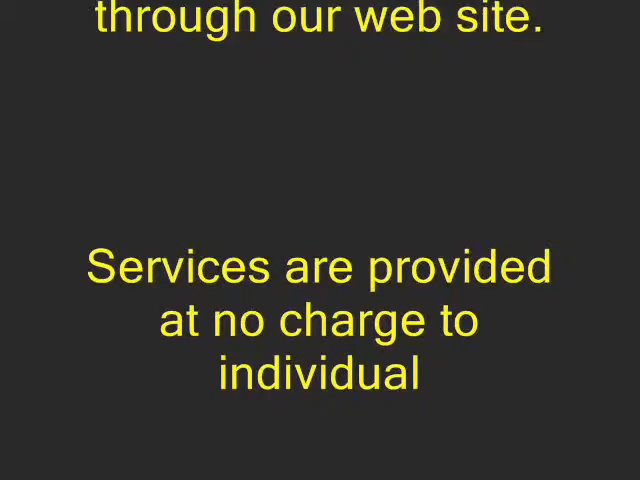 through our web site.
Services are provided
at no charge to
individual